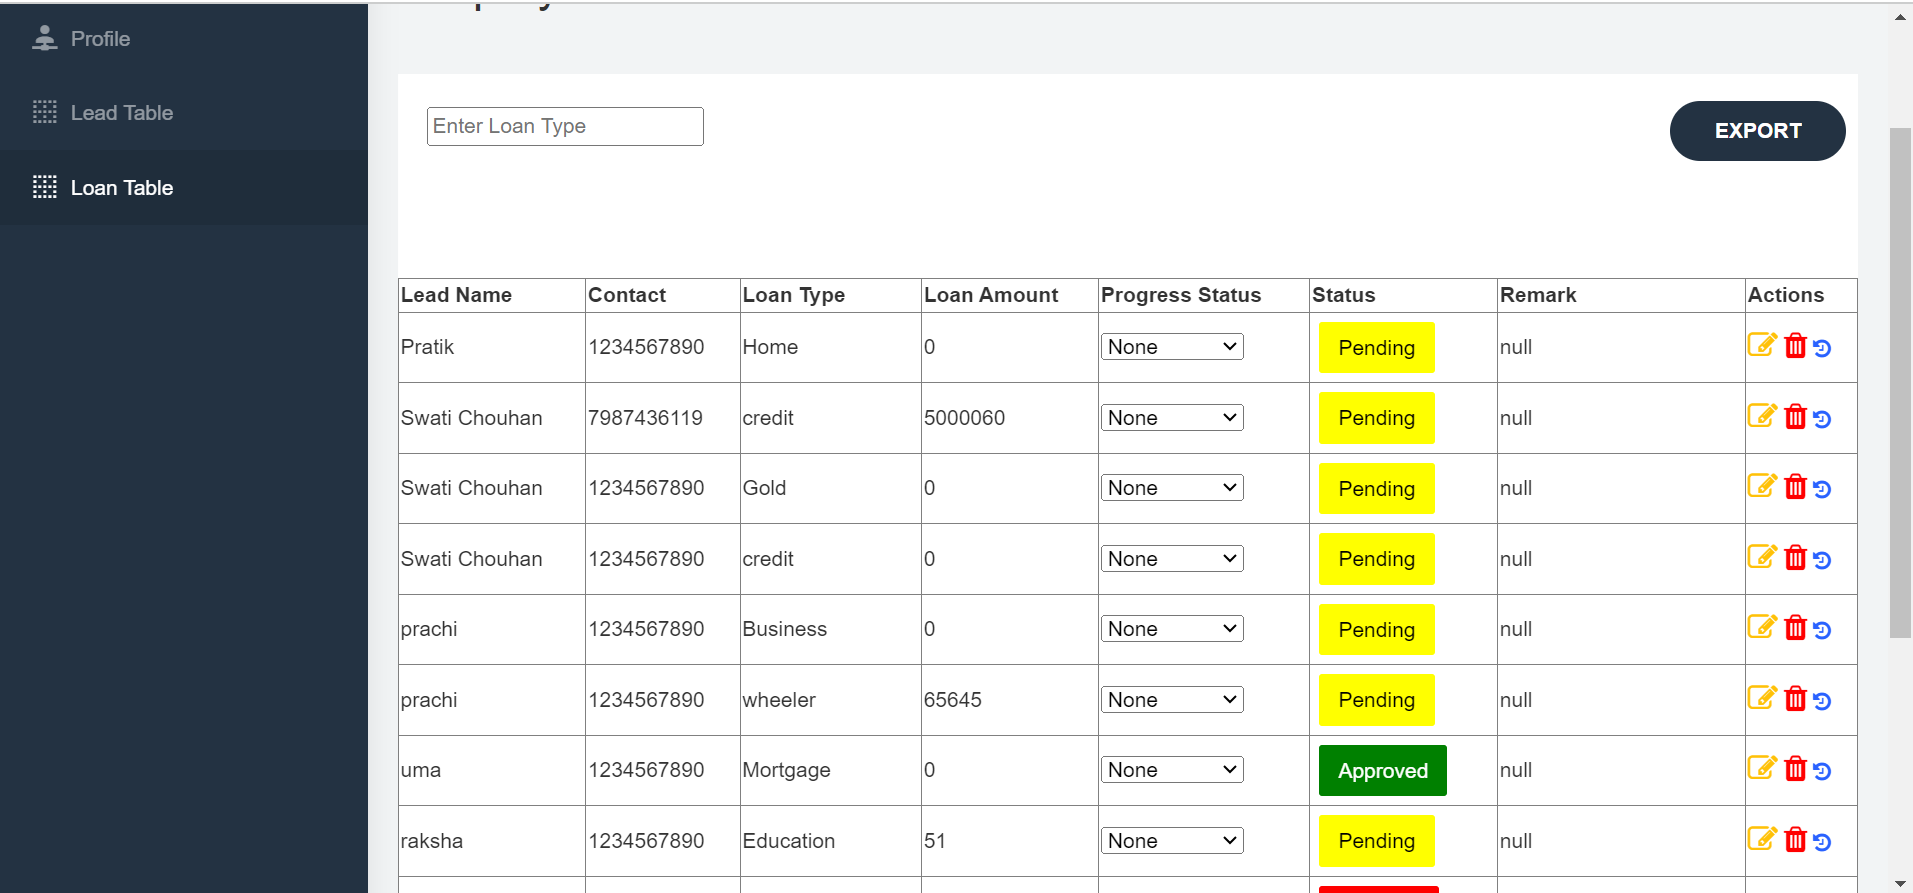 Profile
Lead Table
Loan Table
Enter Loan Type
EXPORT
Lead Name Contact Loan Type Loan Amount Progress Status Status Remark Actions
Pratik 1234567890 Home 0 None Pending null
Swati Chouhan 7987436119 credit 5000060 None Pending null
Swati Chouhan 1234567890 Gold 0 None Pending null
Swati Chouhan 1234567890 credit 0 None Pending null
prachi 1234567890 Business 0 None Pending null
prachi 1234567890 wheeler 65645 None Pending null
uma 1234567890 Mortgage 0 None Approved null
raksha 1234567890 Education 51 None Pending null